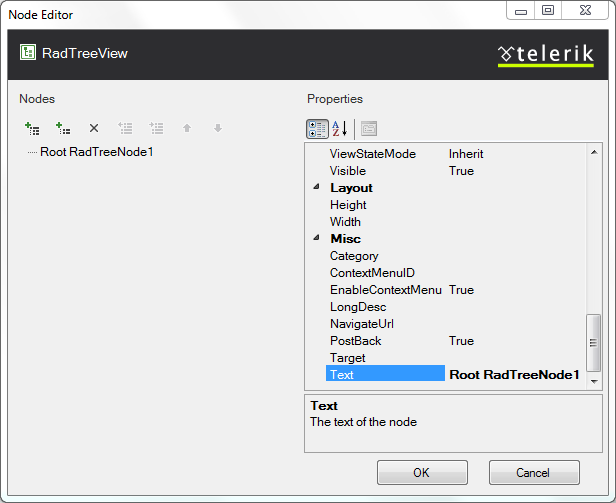 Node Editor
RadTreeView
telerik
Nodes
Properties
Root RadTreeNode1
A
Z
ViewStateMode Inherit
Visible True
Layout
Height
Width
Misc
Category
ContextMenuID
EnableContextMenu True
LongDesc
NavigateUrl
PostBack True
Target
Text Root RadTreeNode1
Text
The text of the node
OK
Cancel